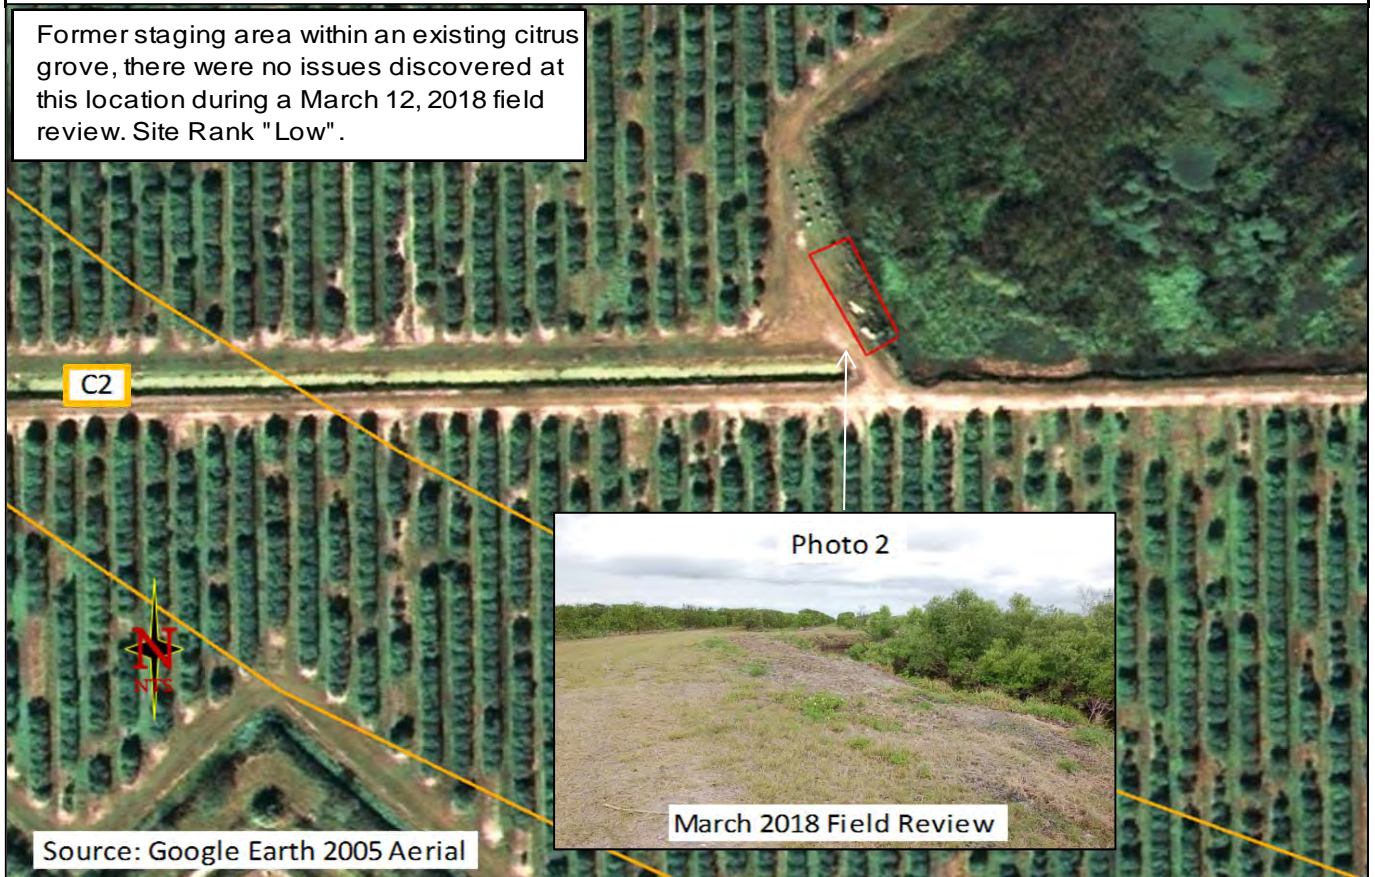 Former staging area within an existing citrus
grove, there were no issues discovered at
this location during a March 12, 2018 field
review. Site Rank "Low".
C2
Photo 2
N
NTS
March 2018 Field Review
Source: Google Earth 2005 Aerial